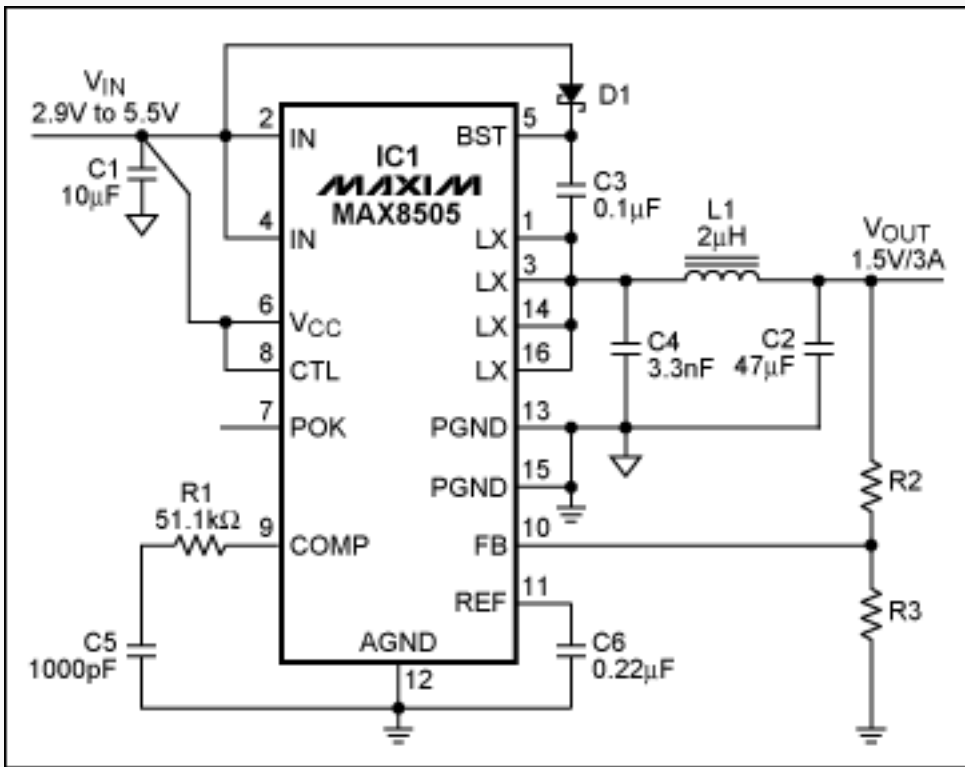 VIN
2.9V to 5.5V
C1
10µF
2
IN
4
IN
6
VCC
8
CTL
7
POK
R1
51.1kΩ
9
COMP
C5
1000pF
IC1
MAXIM
MAX8505
AGND
12
D1
5
BST
C3
0.1µF
1
LX
3
LX
14
LX
16
LX
L1
2µH
VOUT
1.5V/3A
C4
3.3nF
C2
47µF
13
PGND
15
PGND
10
FB
11
REF
C6
0.22µF
R2
R3